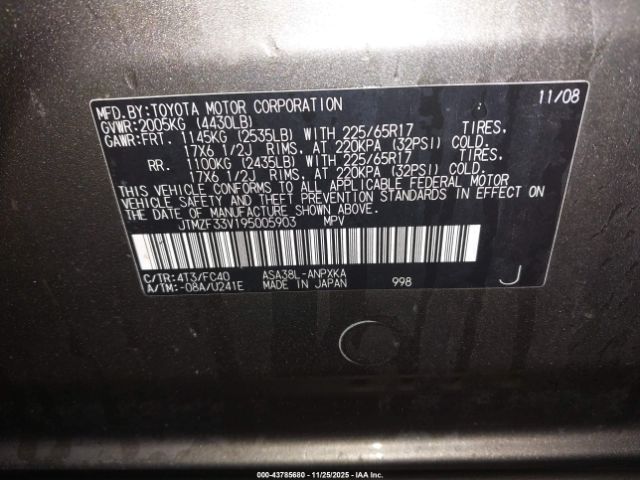 MFD.BY:TOYOTA MOTOR CORPORATION 11/08
GVWR:2005KG (4430LB)
GAWR:FRT. 1145KG (2535LB) WITH 225/65R17 TIRES,
17X6 1/2J RIMS, AT 220KPA (32PSI) COLD.
RR. 1100KG (2435LB) WITH 225/65R17 TIRES,
17X6 1/2J RIMS, AT 220KPA (32PSI) COLD.
THIS VEHICLE CONFORMS TO ALL APPLICABLE FEDERAL MOTOR
VEHICLE SAFETY AND THEFT PREVENTION STANDARDS IN EFFECT ON
THE DATE OF MANUFACTURE SHOWN ABOVE.
JTMZF33V195005903 MPV
C/TR:4T3/FC40 ASA38L-ANPXKA
A/TM:-08A/U241E MADE IN JAPAN 998 J
000-43785680 - 11/25/2025 - IAA Inc.